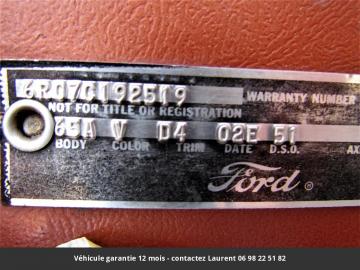 6R07C192519
WARRANTY NUMBER
NOT FOR TITLE OR REGISTRATION
65A V D4 02E 51
BODY COLOR TRIM DATE D.S.O. AX
Ford ®
Véhicule garantie 12 mois - contactez Laurent 06 98 22 51 82